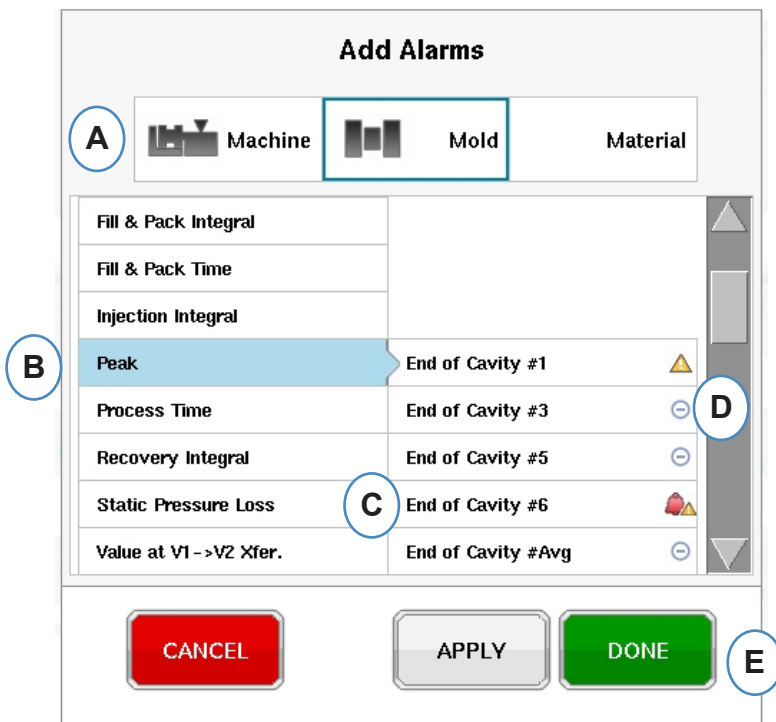 Add Alarms
A Machine Mold Material
Fill & Pack Integral
Fill & Pack Time
Injection Integral
B Peak End of Cavity #1
Process Time End of Cavity #3 D
Recovery Integral End of Cavity #5
Static Pressure Loss C End of Cavity #6
Value at V1->V2 Xfer. End of Cavity #Avg
CANCEL APPLY DONE E